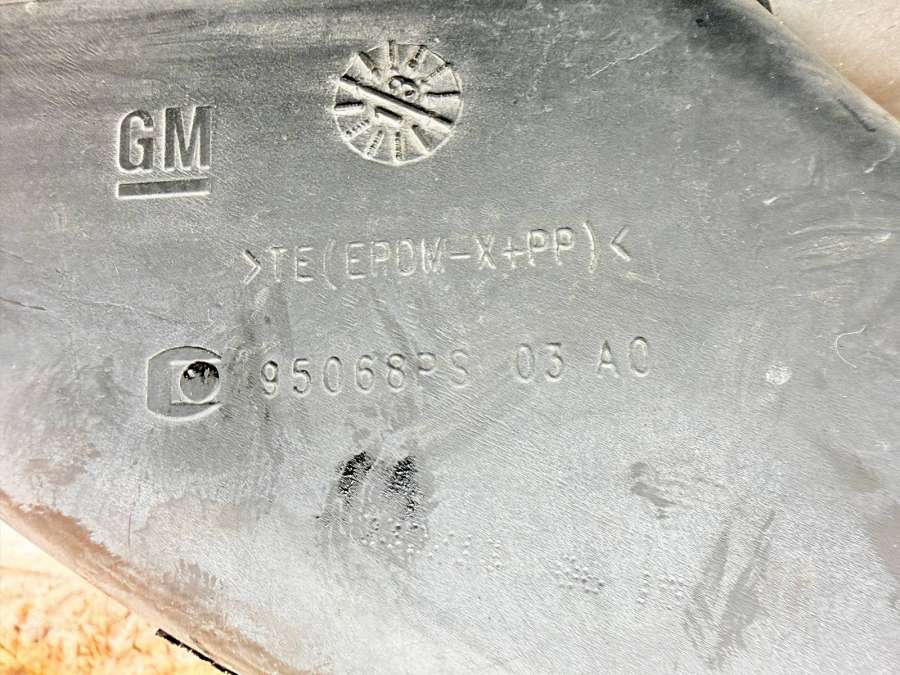 GM
>TE(EPDM-X+PP)<
95068PS 03 A0